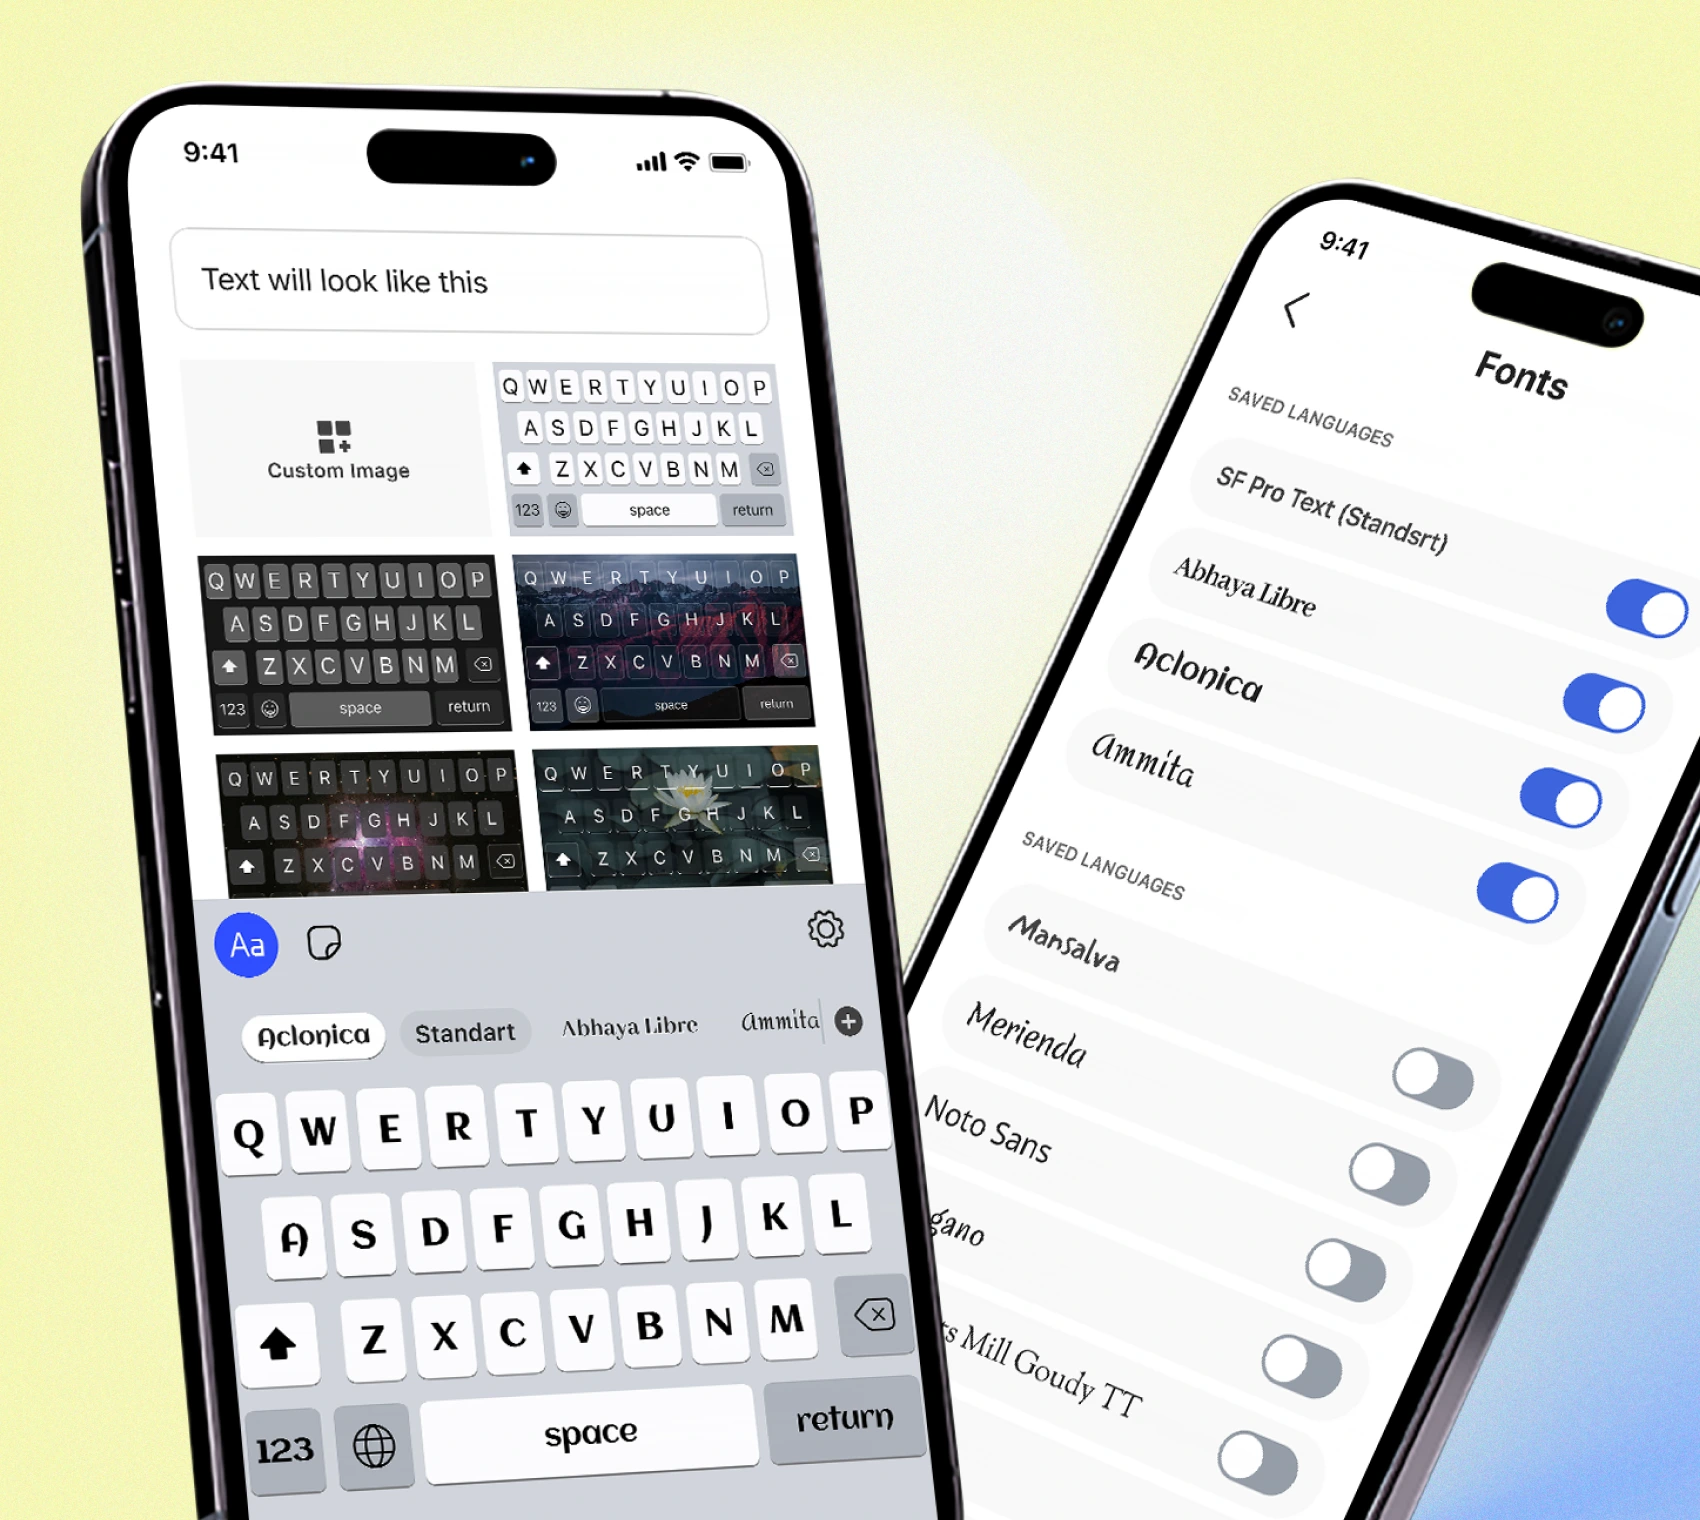 9:41
Text will look like this
Custom Image
Q W E R T Y U I O P
A S D F G H J K L
Z X C V B N M
123 space return
Q W E R T Y U I O P
A S D F G H J K L
Z X C V B N M
123 space return
Q W E R T Y U I O P
A S D F G H J K L
Z X C V B N M
123 space return
Q W E R T Y U I O P
A S D F G H J K L
Z X C V B N M
Q W E R T Y U I O P
A S D F G H J K L
Z X C V B N M
Aa
Aclonica Standart Abhaya Libre Ammita
Q W E R T Y U I O P
A S D F G H J K L
Z X C V B N M
123 space return
9:41
Fonts
SAVED LANGUAGES
SF Pro Text (Standsrt)
Abhaya Libre
Aclonica
Ammita
SAVED LANGUAGES
Mansalva
Merienda
Noto Sans
gano
ts Mill Goudy TT